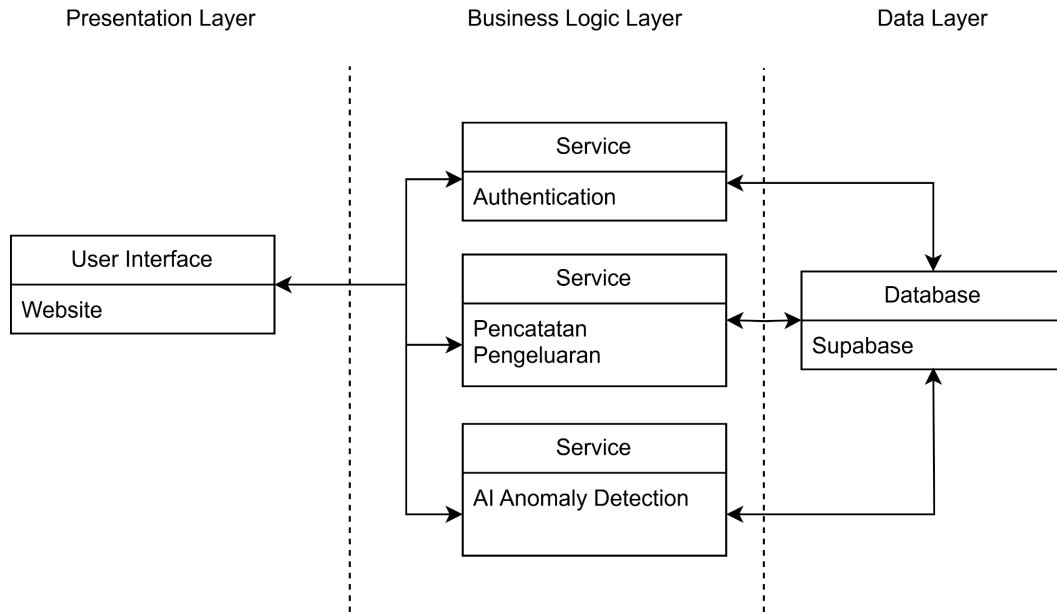 Presentation Layer
Business Logic Layer
Data Layer
Service
Authentication
User Interface
Website
Service
Pencatatan
Pengeluaran
Database
Supabase
Service
AI Anomaly Detection